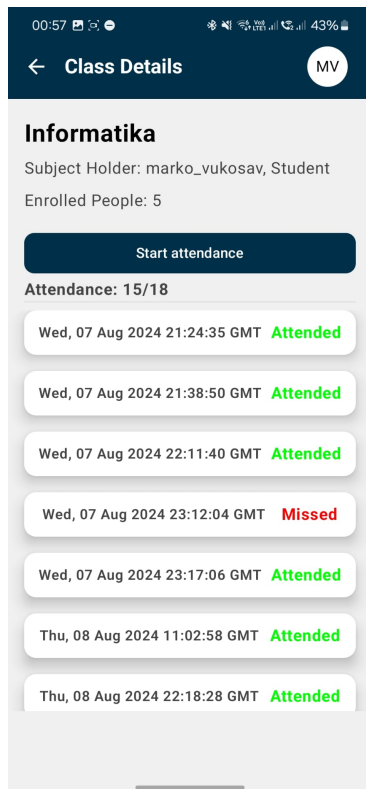 00:57 43%
Class Details MV
Informatika
Subject Holder: marko_vukosav, Student
Enrolled People: 5
Start attendance
Attendance: 15/18
Wed, 07 Aug 2024 21:24:35 GMT Attended
Wed, 07 Aug 2024 21:38:50 GMT Attended
Wed, 07 Aug 2024 22:11:40 GMT Attended
Wed, 07 Aug 2024 23:12:04 GMT Missed
Wed, 07 Aug 2024 23:17:06 GMT Attended
Thu, 08 Aug 2024 11:02:58 GMT Attended
Thu, 08 Aug 2024 22:18:28 GMT Attended